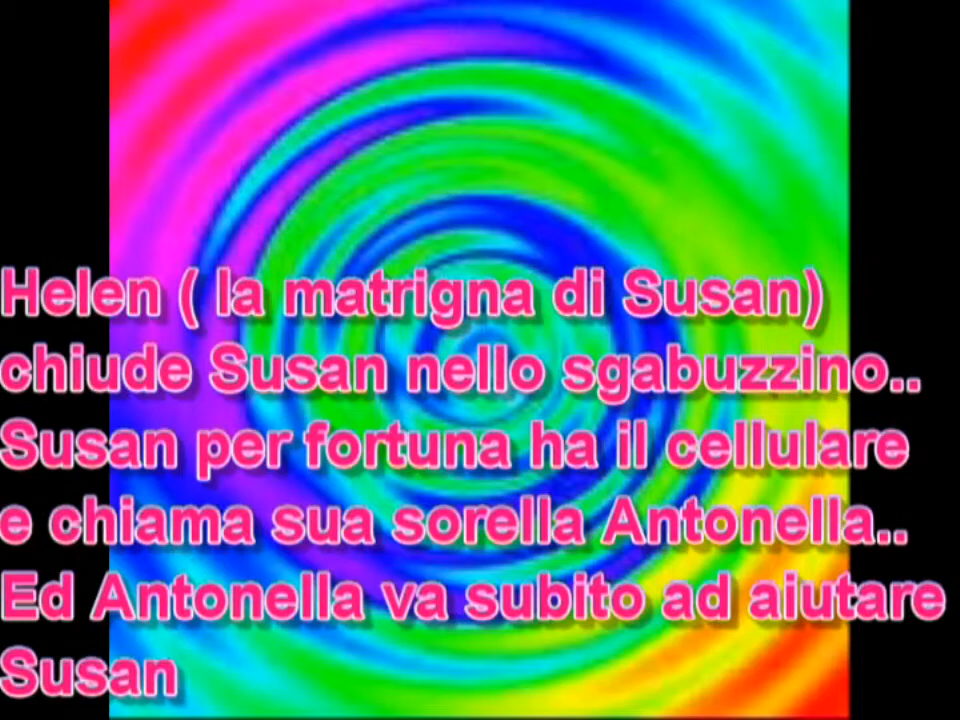 Helen ( la matrigna di Susan)
chiude Susan nello sgabuzzino..
Susan per fortuna ha il cellulare
e chiama sua sorella Antonella..
Ed Antonella va subito ad aiutare
Susan